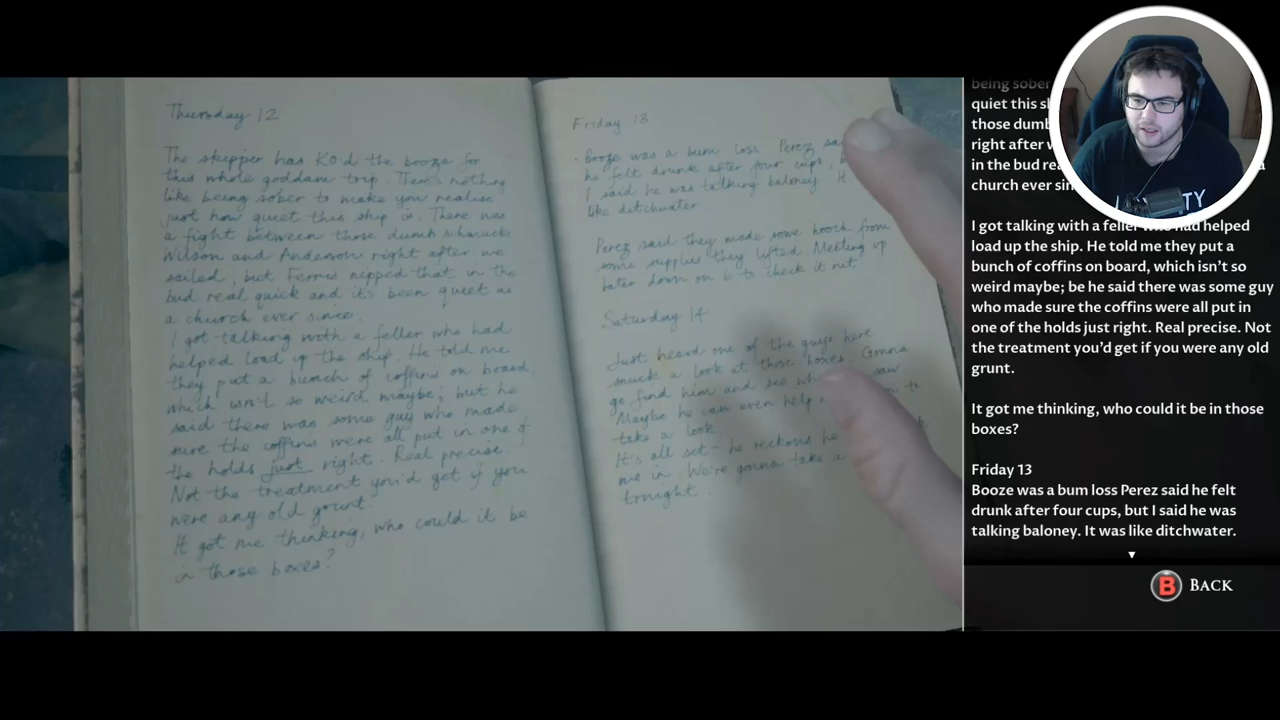 Thursday 12
The skipper has KO'd the booze for
this whole goddam trip. There's nothing
like being sober to make you realise
just how quiet this ship is. There was
a fight between those dumb schmucks
Wilson and Anderson right after we
sailed, but Ferres nipped that in the
bud real quick and it's been quiet as
a church ever since.
I got talking with a feller who had
helped load up the ship. He told me
they put a bunch of coffins on board,
which isn't so weird maybe; but he
said there was some guy who made
sure the coffins were all put in one of
the holds just right. Real precise.
Not the treatment you'd get if you
were any old grunt.
It got me thinking, who could it be
in those boxes?
Friday 13
Booze was a bum loss Perez
he felt drunk after four cups,
I said he was talking baloney. It
like ditchwater
Perez said they made some hooch from
some supplies they lifted. Meeting up
later down on 6 to check it out
Saturday 14
Just heard one of the guys here
snuck a look at those boxes. Gonna
go find him and see saw
Maybe he can even help to
take a look
It's all set - he reckons he
me in. We're gonna take a
tonight.
being sober
quiet this
those dumb
right after
in the bud
church ever
I got talking with a feller who had helped
load up the ship. He told me they put a
bunch of coffins on board, which isn't so
weird maybe; be he said there was some guy
who made sure the coffins were all put in
one of the holds just right. Real precise. Not
the treatment you'd get if you were any old
grunt.
It got me thinking, who could it be in those
boxes?
Friday 13
Booze was a bum loss Perez said he felt
drunk after four cups, but I said he was
talking baloney. It was like ditchwater.
B BACK